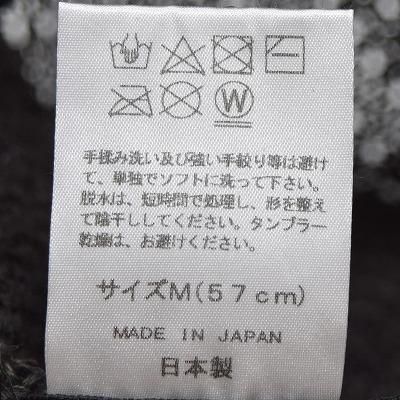 W
手揉み洗い及び強い手絞り等は避け
て、単独でソフトに洗って下さい。
脱水は、短時間で処理し、形を整え
て陰干ししてください。タンブラー
乾燥は、お避けください。
サイズM(57cm)
MADE IN JAPAN
日本製